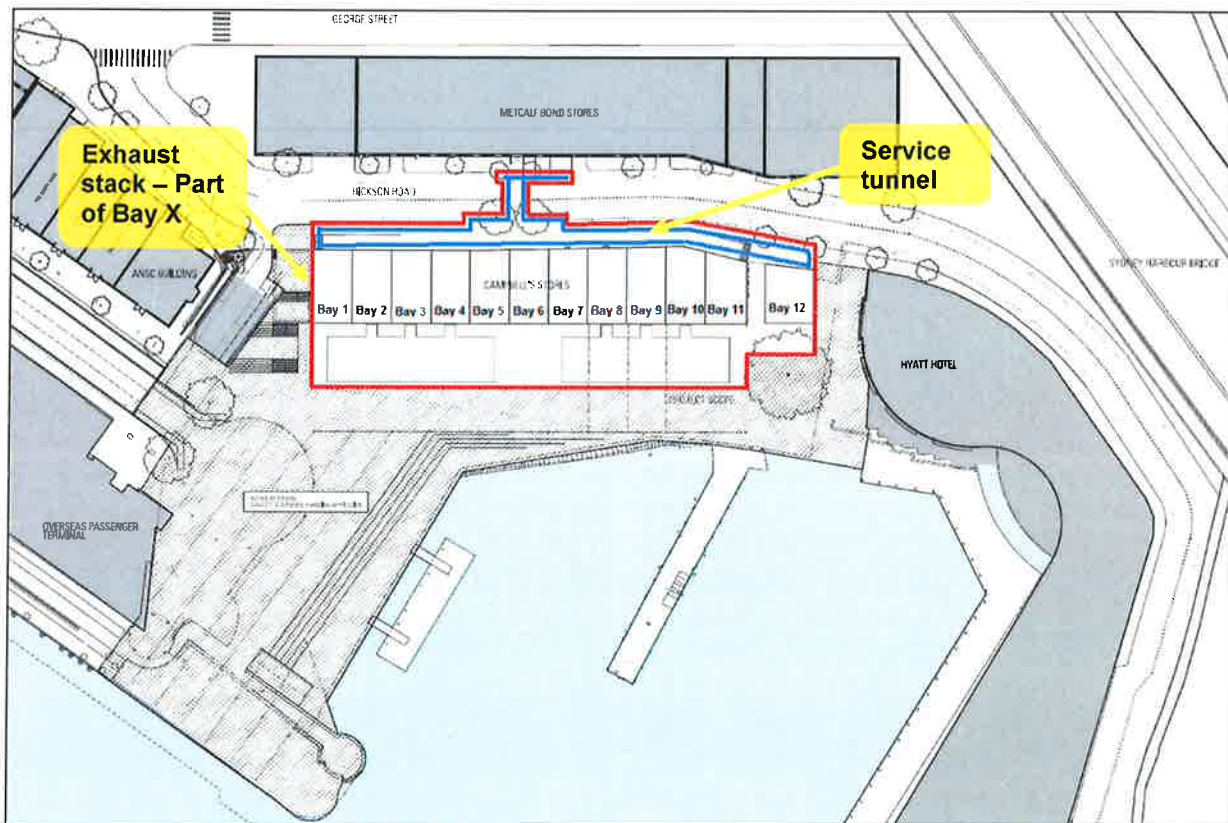 GEORGE STREET
METCALF BOND STORES
Exhaust
stack – Part
of Bay X
Service
tunnel
HICKSON ROAD
SYDNEY HARBOUR BRIDGE
ANSC BUILDING
CAMPBELL'S STORES
Bay 1 Bay 2 Bay 3 Bay 4 Bay 5 Bay 6 Bay 7 Bay 8 Bay 9 Bay 10 Bay 11 Bay 12
HYATT HOTEL
PROJECT SCOPE
OVERSEAS PASSENGER
TERMINAL